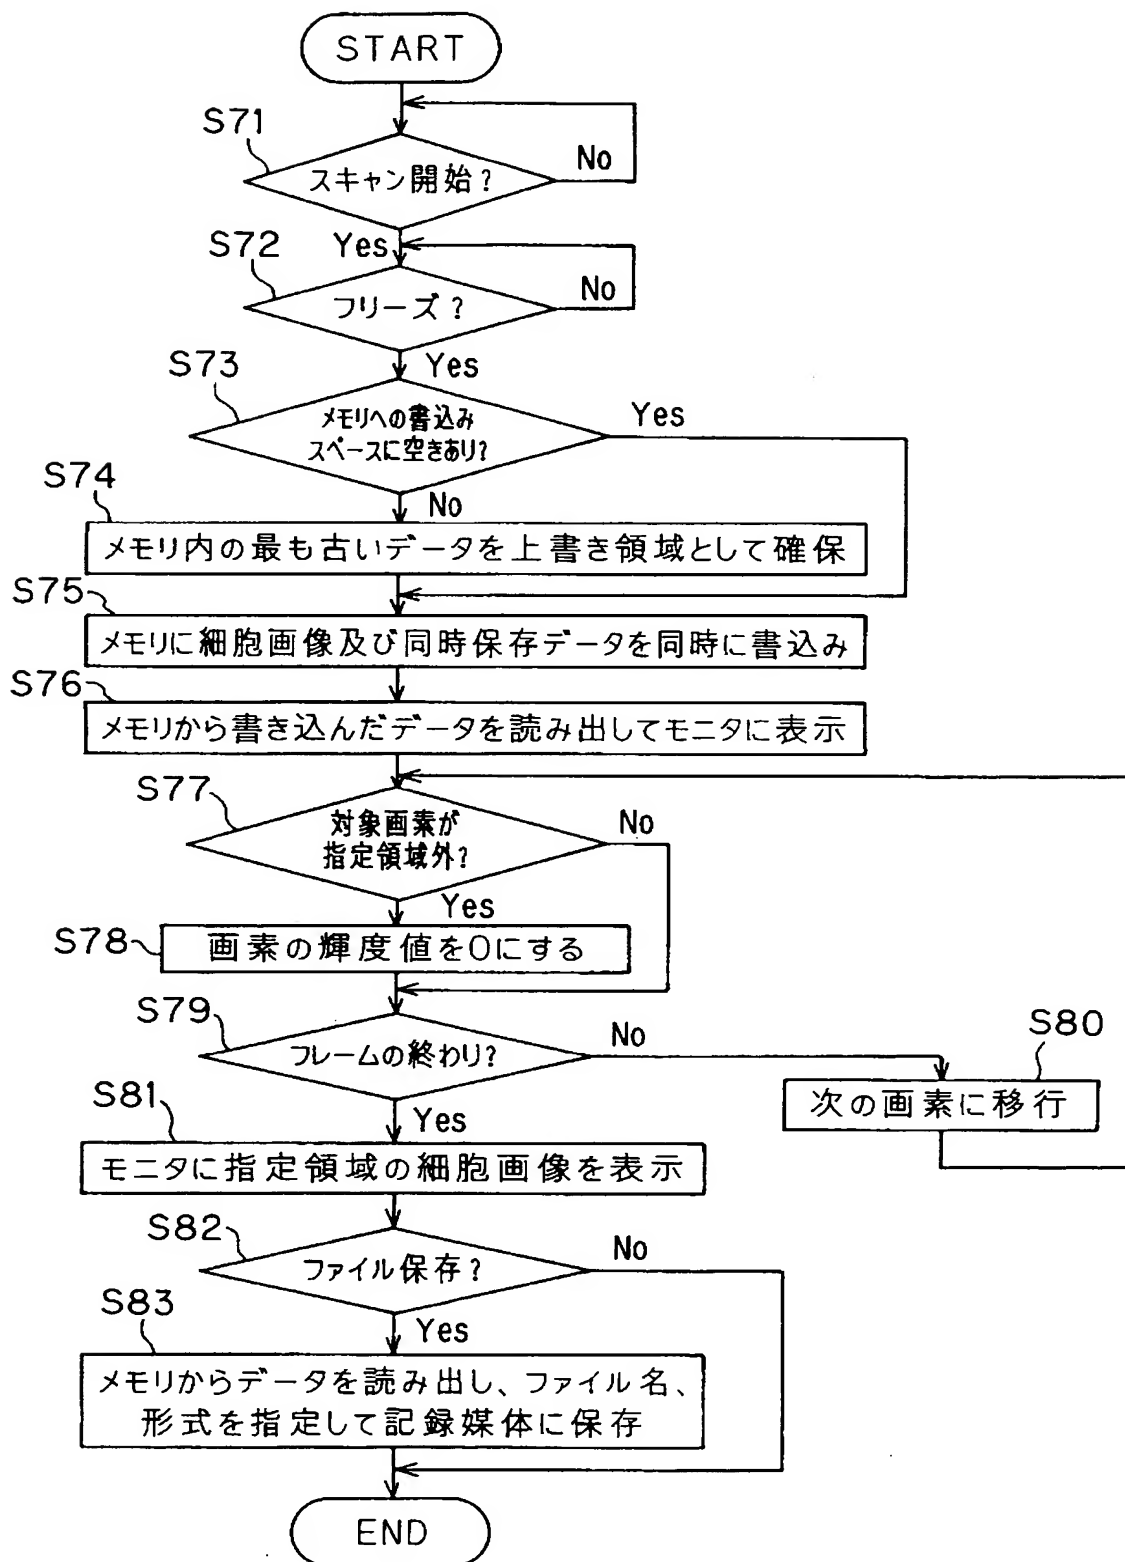 START
S71
スキャン開始?
No
S72
Yes
フリーズ?
No
S73
Yes
メモリへの書込み
スペースに空きあり?
Yes
S74
No
メモリ内の最も古いデータを上書き領域として確保
S75
メモリに細胞画像及び同時保存データを同時に書込み
S76
メモリから書き込んだデータを読み出してモニタに表示
S77
対象画素が
指定領域外?
No
Yes
S78
画素の輝度値を0にする
S79
フレームの終わり?
No
S80
次の画素に移行
S81
Yes
モニタに指定領域の細胞画像を表示
S82
ファイル保存?
No
S83
Yes
メモリからデータを読み出し、ファイル名、
形式を指定して記録媒体に保存
END